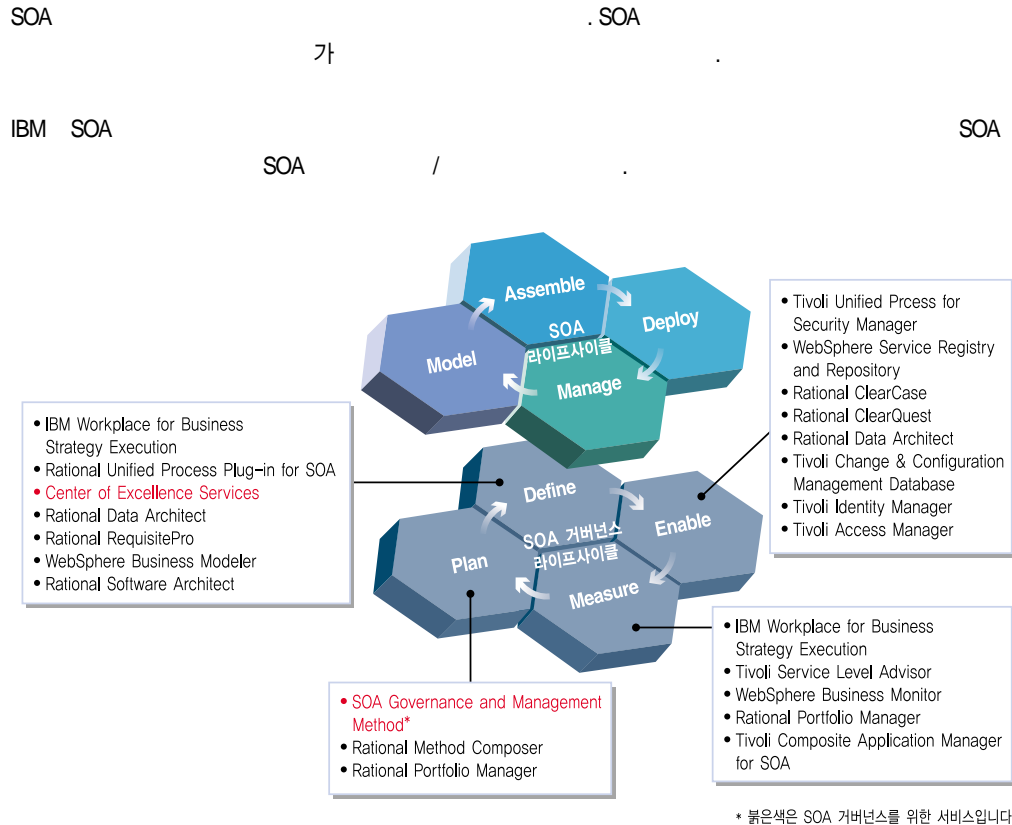 SOA . SOA
가 .
IBM SOA SOA
SOA / .
Assemble
Deploy
SOA
라이프사이클
Model
Manage
• Tivoli Unified Prcess for
Security Manager
• WebSphere Service Registry
and Repository
• Rational ClearCase
• Rational ClearQuest
• Rational Data Architect
• Tivoli Change & Configuration
Management Database
• Tivoli Identity Manager
• Tivoli Access Manager
• IBM Workplace for Business
Strategy Execution
• Rational Unified Process Plug-in for SOA
• Center of Excellence Services
• Rational Data Architect
• Rational RequisitePro
• WebSphere Business Modeler
• Rational Software Architect
Define
Enable
SOA 거버넌스
라이프사이클
Plan
Measure
• IBM Workplace for Business
Strategy Execution
• Tivoli Service Level Advisor
• WebSphere Business Monitor
• Rational Portfolio Manager
• Tivoli Composite Application Manager
for SOA
• SOA Governance and Management
Method*
• Rational Method Composer
• Rational Portfolio Manager
* 붉은색은 SOA 거버넌스를 위한 서비스입니다